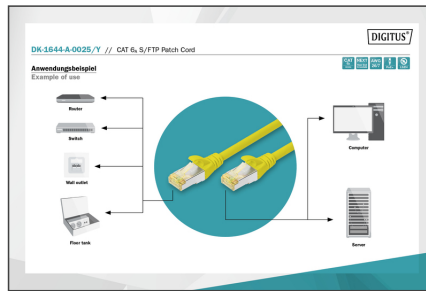 DIGITUS®
DK-1644-A-0025/Y // CAT 6A S/FTP Patch Cord
Anwendungsbeispiel
Example of use
Router
Switch
Wall outlet
Floor tank
Computer
Server